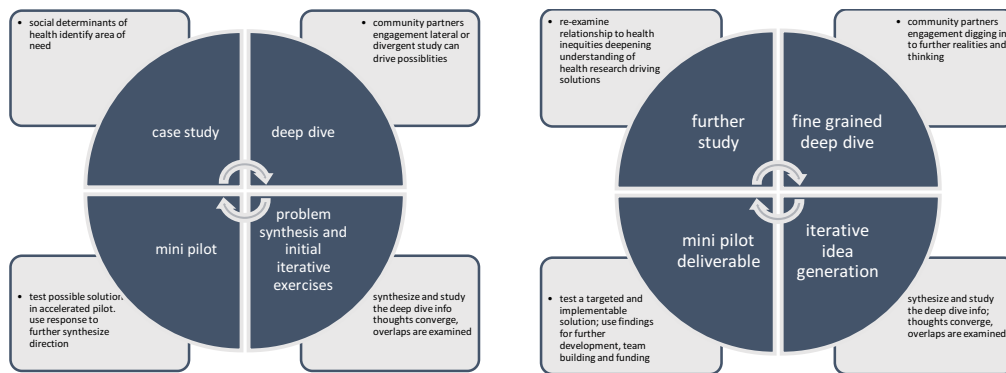 • social determinants of
health identify area of
need
• community partners
engagement lateral or
divergent study can
drive possiblities
case study
deep dive
mini pilot
problem
synthesis and
initial
iterative
exercises
• test possible solution
in accelerated pilot.
use response to
further synthesize
direction
synthesize and study
the deep dive info
thoughts converge,
overlaps are examined
• re-examine
relationship to health
inequities deepening
understanding of
health research driving
solutions
• community partners
engagement digging in
to further realities and
thinking
further
study
fine grained
deep dive
mini pilot
deliverable
iterative
idea
generation
• test a targeted and
implementable
solution; use findings
for further
development, team
building and funding
sythesize and study
the deep dive info;
thoughts converge,
overlaps are examined